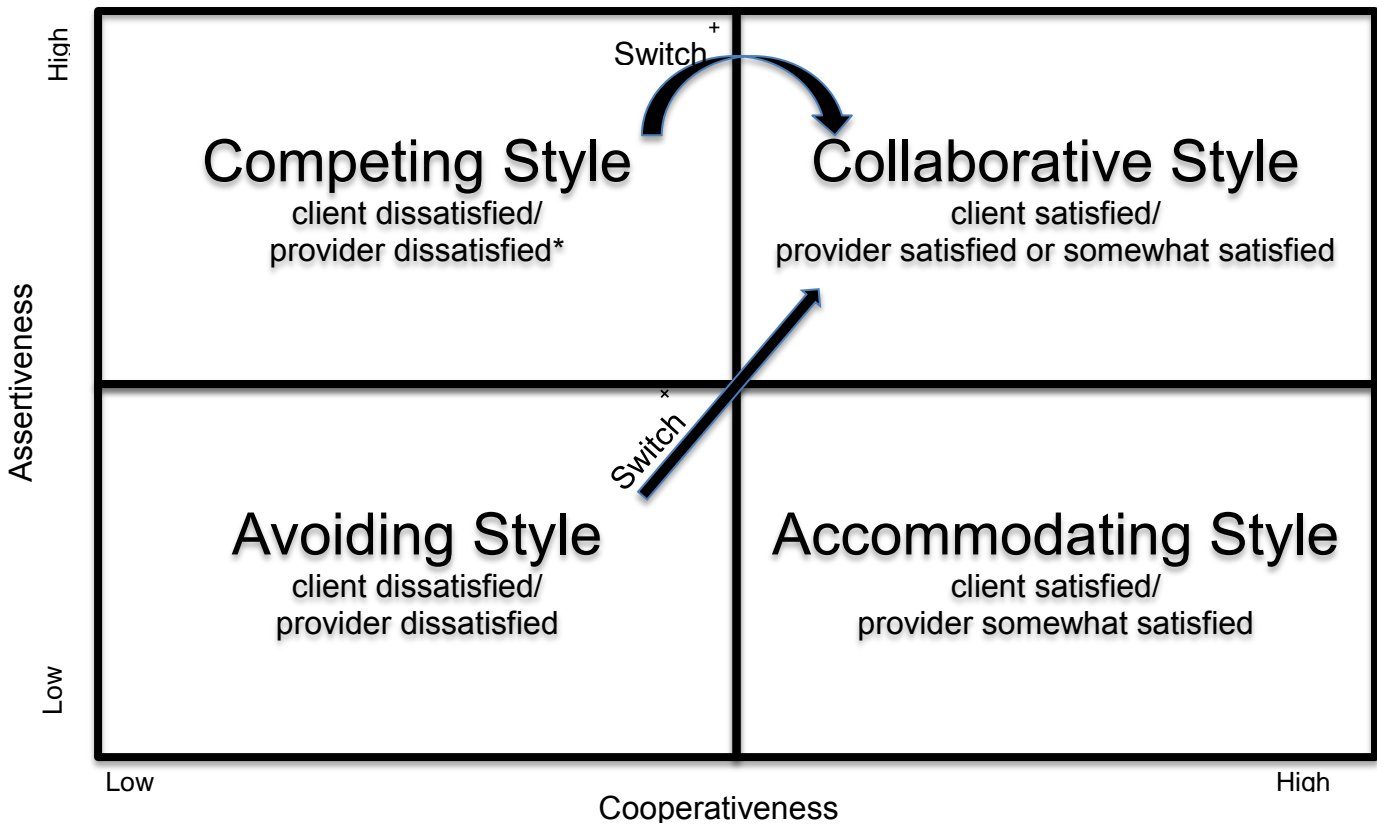 High
Switch+
Competing Style
client dissatisfied/
provider dissatisfied*
Collaborative Style
client satisfied/
provider satisfied or somewhat satisfied
Assertiveness
Switch+
Avoiding Style
client dissatisfied/
provider dissatisfied
Accommodating Style
client satisfied/
provider somewhat satisfied
Low
Low
High
Cooperativeness